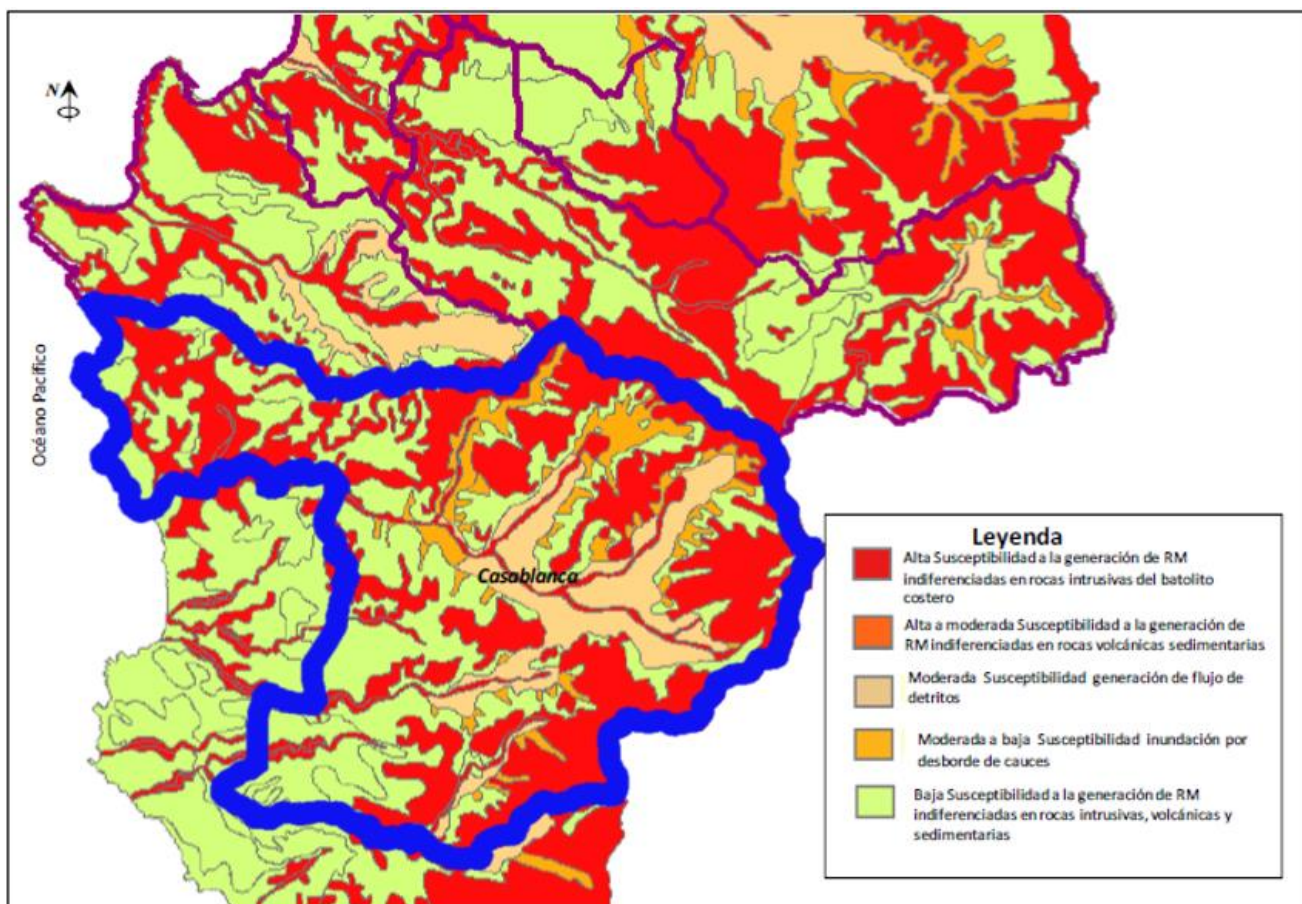 N
Océano Pacífico
Casablanca
Leyenda
Alta Susceptibilidad a la generación de RM
indiferenciadas en rocas intrusivas del batolito
costero
Alta a moderada Susceptibilidad a la generación de
RM indiferenciadas en rocas volcánicas sedimentarias
Moderada Susceptibilidad generación de flujo de
detritos
Moderada a baja Susceptibilidad inundación por
desborde de cauces
Baja Susceptibilidad a la generación de RM
indiferenciadas en rocas intrusivas, volcánicas y
sedimentarias